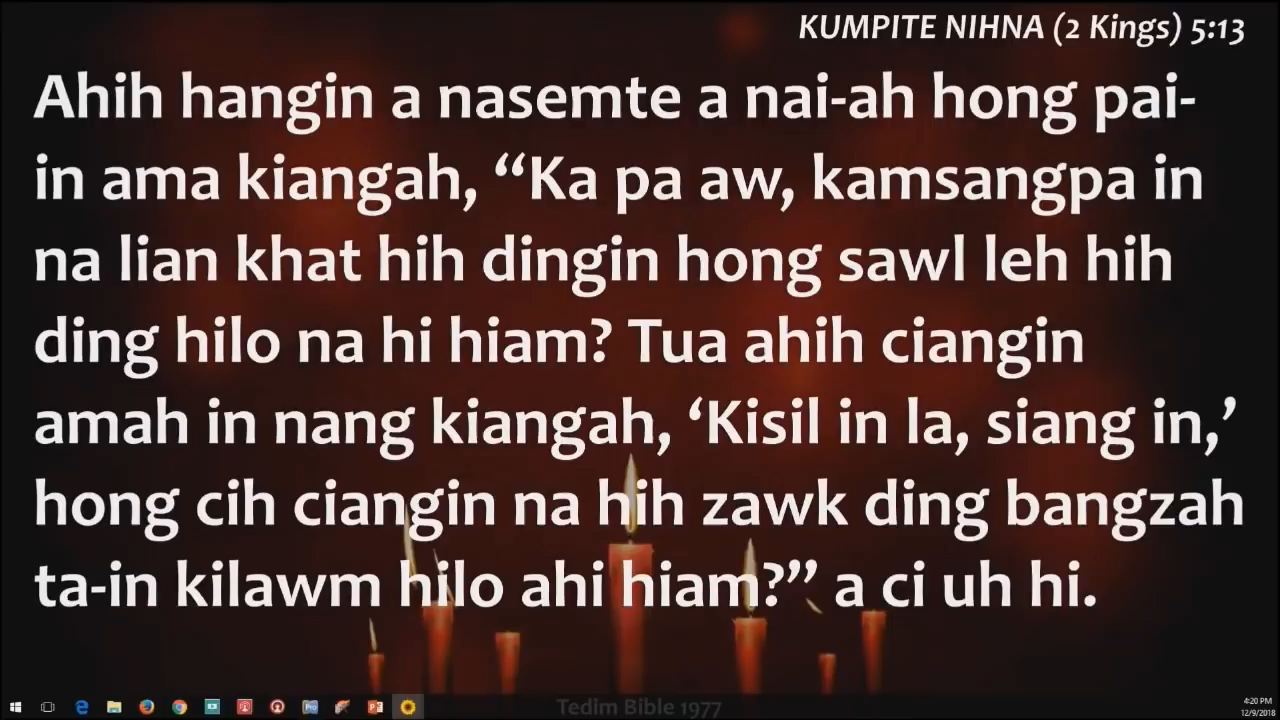 KUMPITE NIHNA (2 Kings) 5:13
Ahih hangin a nasemte a nai-ah hong pai-
in ama kiangah, “Ka pa aw, kamsangpa in
na lian khat hih dingin hong sawl leh hih
ding hilo na hi hiam? Tua ahih ciangin
amah in nang kiangah, ‘Kisil in la, siang in,’
hong cih ciangin na hih zawk ding bangzah
ta-in kilawm hilo ahi hiam?” a ci uh hi.
Tedim Bible 1977
4:20 PM
12/9/2018